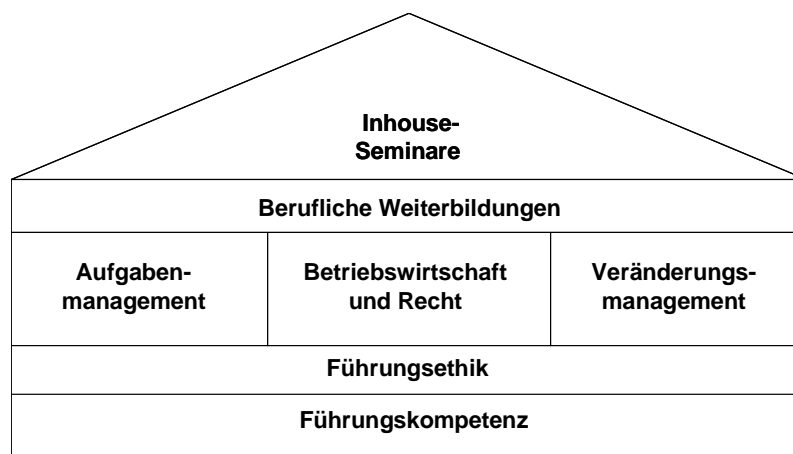 Inhouse-
Seminare
Berufliche Weiterbildungen
Aufgaben-
management
Betriebswirtschaft
und Recht
Veränderungs-
management
Führungsethik
Führungskompetenz